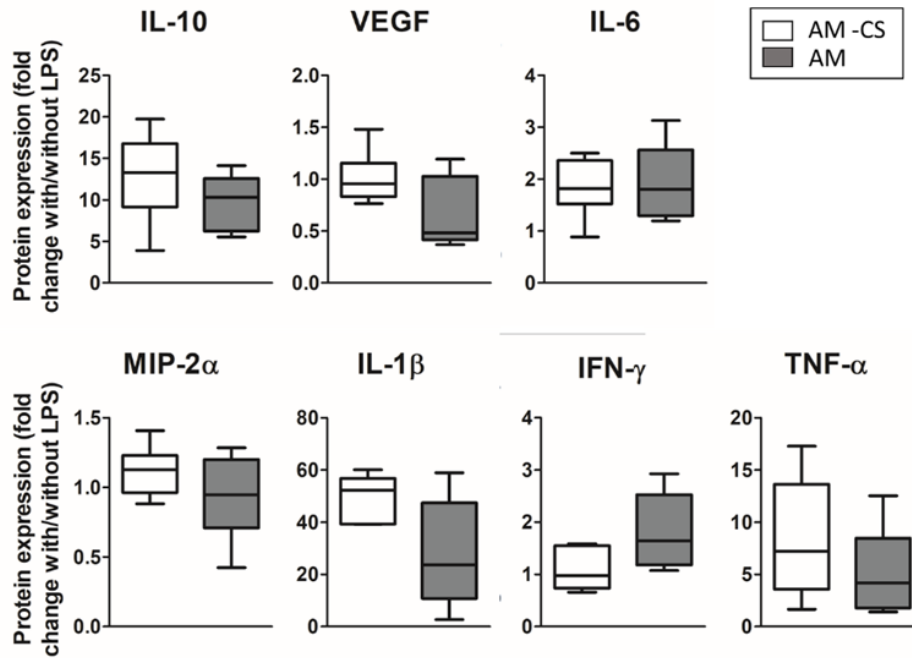 IL-10 VEGF IL-6
AM -CS
AM
Protein expression (fold
change with/without LPS)
25 2.0 4
20
15 1.5 3
10 1.0 2
5 0.5 1
0 0.0 0
MIP-2α IL-1β IFN-γ TNF-α
Protein expression (fold
change with/without LPS)
1.5 80 4 20
1.0 60 3 15
40 2 10
0.5 20 1 5
0.0 0 0 0